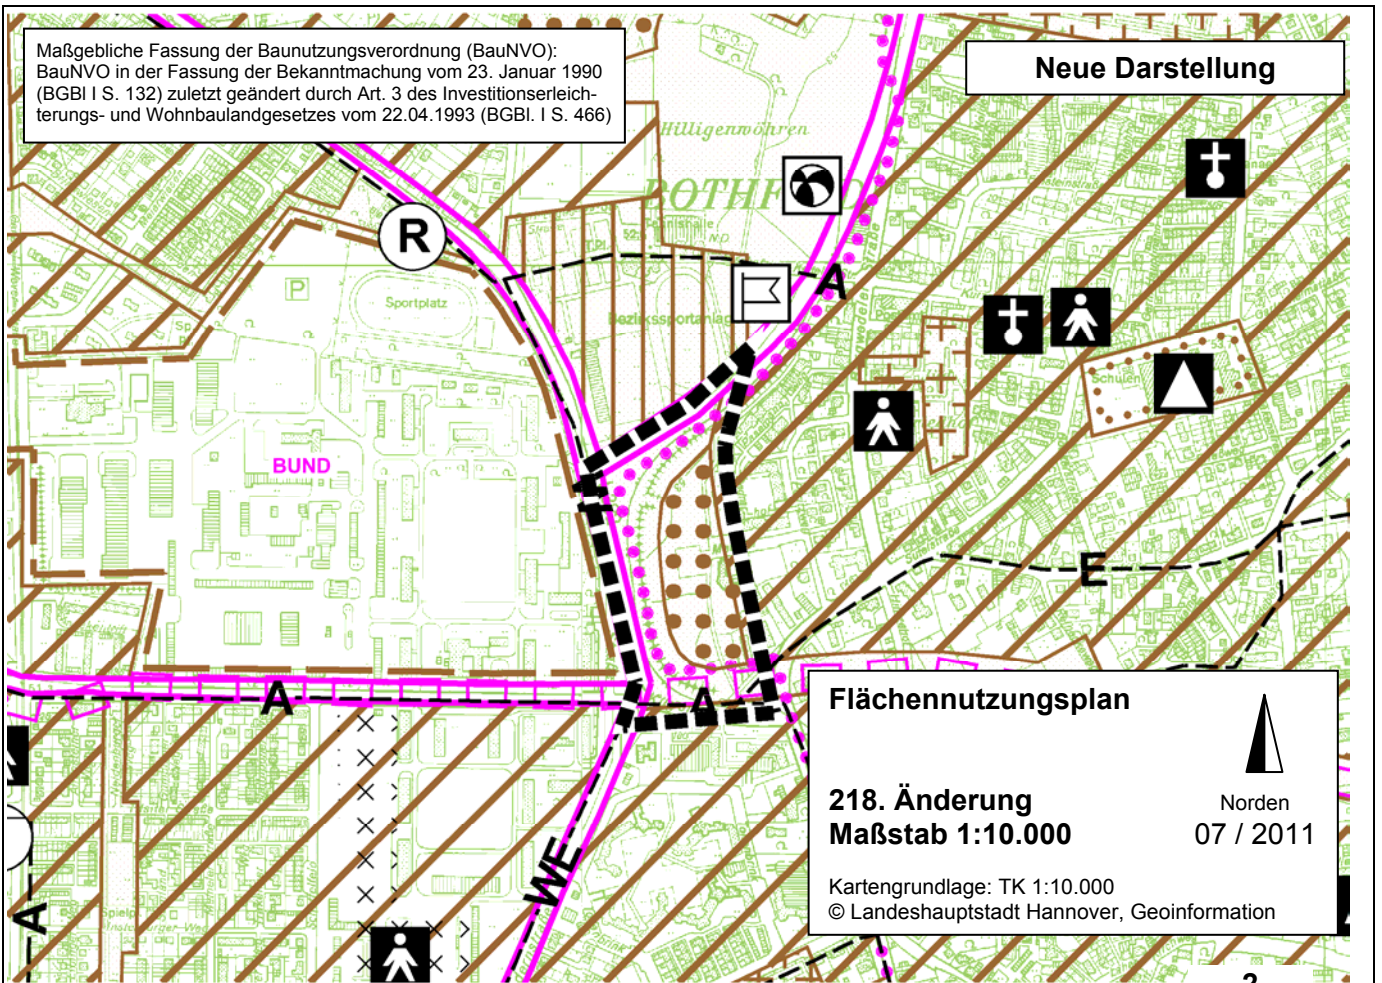 Maßgebliche Fassung der Baunutzungsverordnung (BauNVO):
BauNVO in der Fassung der Bekanntmachung vom 23. Januar 1990
(BGBl I S. 132) zuletzt geändert durch Art. 3 des Investitionserleich-
terungs- und Wohnbaulandgesetzes vom 22.04.1993 (BGBl. I S. 466)
Neue Darstellung
Hilligenwöhren
R
P
Sportplatz
A
Bezirkssportanlag
Schulen
BUND
E
A
A
WE
A
Spielpl
Flächennutzungsplan
218. Änderung
Maßstab 1:10.000
Norden
07 / 2011
Kartengrundlage: TK 1:10.000
© Landeshauptstadt Hannover, Geoinformation